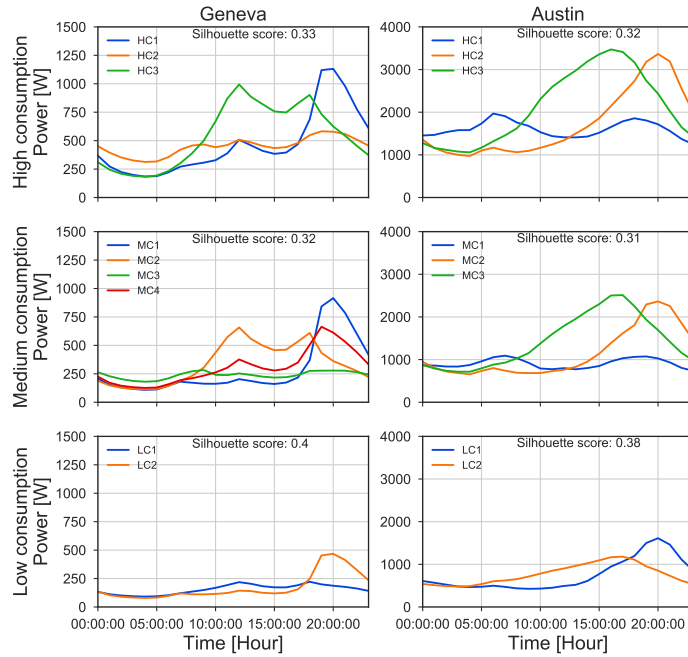 Geneva
Austin
High consumption
Power [W]
1500
1250
1000
750
500
250
0
Silhouette score: 0.33
HC1
HC2
HC3
4000
3000
2000
1000
0
Silhouette score: 0.32
HC1
HC2
HC3
Medium consumption
Power [W]
1500
1250
1000
750
500
250
0
Silhouette score: 0.32
MC1
MC2
MC3
MC4
4000
3000
2000
1000
0
Silhouette score: 0.31
MC1
MC2
MC3
Low consumption
Power [W]
1500
1250
1000
750
500
250
0
Silhouette score: 0.4
LC1
LC2
00:00:00 05:00:00 10:00:00 15:00:00 20:00:00
Time [Hour]
4000
3000
2000
1000
0
Silhouette score: 0.38
LC1
LC2
00:00:00 05:00:00 10:00:00 15:00:00 20:00:00
Time [Hour]